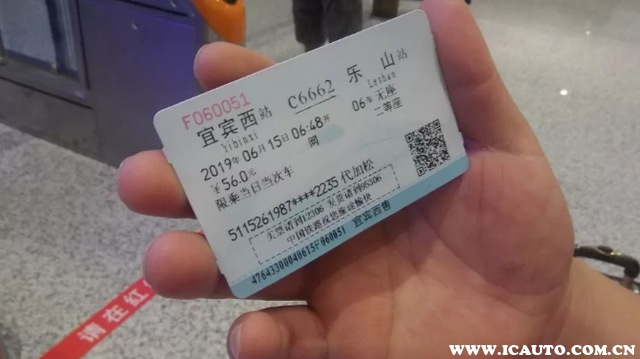 F060051
宜宾西站 C6662 乐山站
Yibinxi Leshan
2019年06月15日06:48开 06车无座
￥56.0元 网 二等座
限乘当日当次车
5115261987****2235 代加松
买票请到12306 发货请到95306
中国铁路祝您旅途愉快
47643300040615F060051 宜宾西售
请在红
WWW.ICAUTO.COM.CN